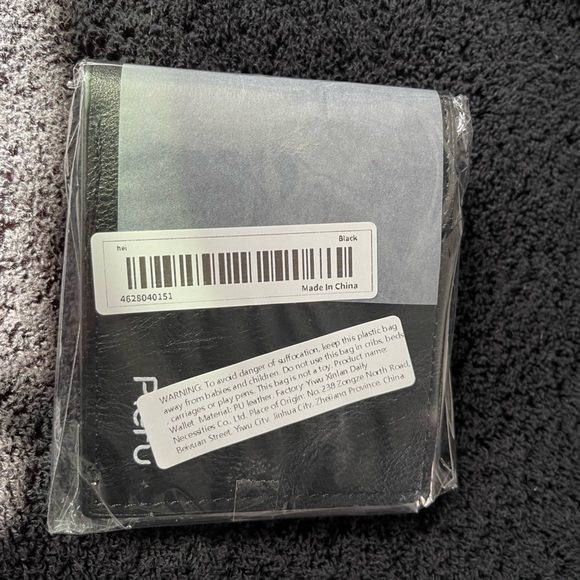 hei Black
4628040151 Made In China
WARNING: To avoid danger of suffocation, keep this plastic bag
away from babies and children. Do not use this bag in cribs, beds,
carriages or play pens. This bag is not a toy. Product name:
Wallet Material: PU leather. Factory: Yiwu Xinlan Daily
Necessities Co., Ltd. Place of Origin: No. 239 Zongze North Road,
Beiyuan Street, Yiwu City, Jinhua City, Zhejiang Province, China.